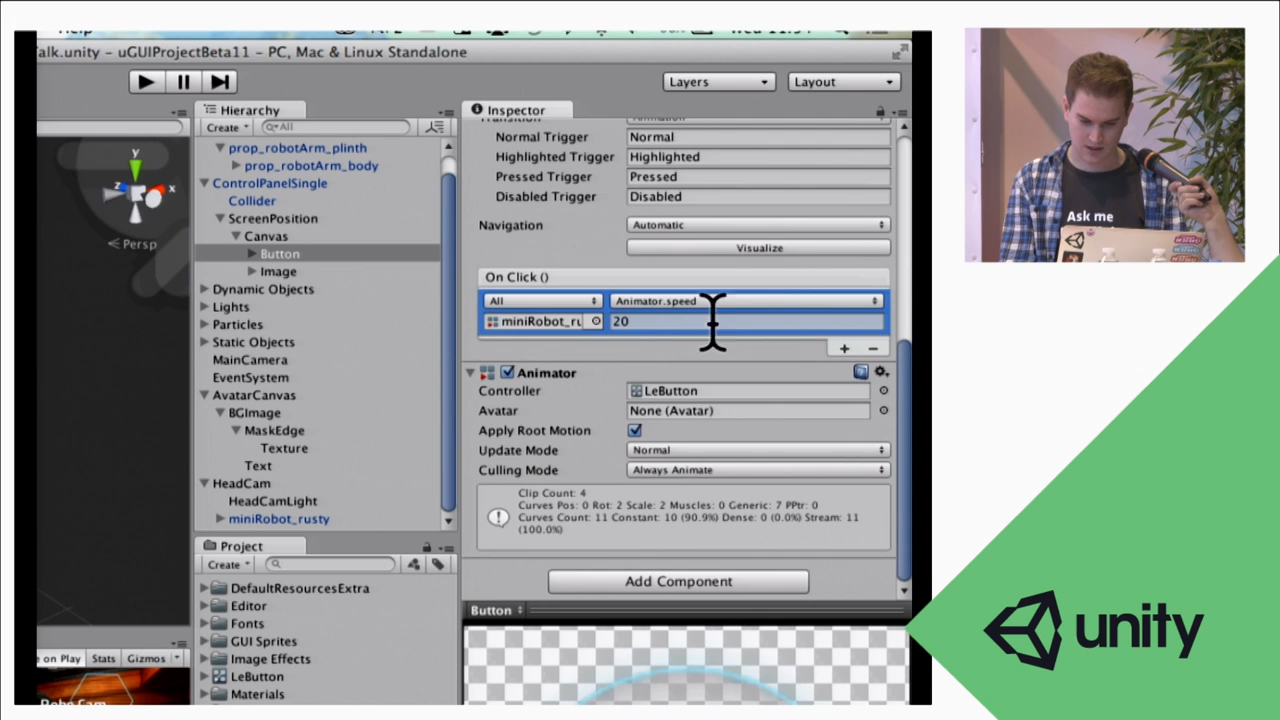 Help
Talk.unity - uGUIProjectBeta11 - PC, Mac & Linux Standalone
Layers
Layout
Hierarchy
Create
All
prop_robotArm_plinth
prop_robotArm_body
ControlPanelSingle
Collider
ScreenPosition
Canvas
Button
Image
Dynamic Objects
Lights
Particles
Static Objects
MainCamera
EventSystem
AvatarCanvas
BGImage
MaskEdge
Texture
Text
HeadCam
HeadCamLight
miniRobot_rusty
y
z
x
Persp
e on Play Stats Gizmos
Project
Create
DefaultResourcesExtra
Editor
Fonts
GUI Sprites
Image Effects
LeButton
Materials
Inspector
Transition
Normal Trigger Normal
Highlighted Trigger Highlighted
Pressed Trigger Pressed
Disabled Trigger Disabled
Navigation Automatic
Visualize
On Click ()
All Animator.speed
miniRobot_ru 20
+ −
Animator
Controller LeButton
Avatar None (Avatar)
Apply Root Motion
Update Mode Normal
Culling Mode Always Animate
Clip Count: 4
Curves Pos: 0 Rot: 2 Scale: 2 Muscles: 0 Generic: 7 PPtr: 0
Curves Count: 11 Constant: 10 (90.9%) Dense: 0 (0.0%) Stream: 11
(100.0%)
Add Component
Button
Ask me
unity